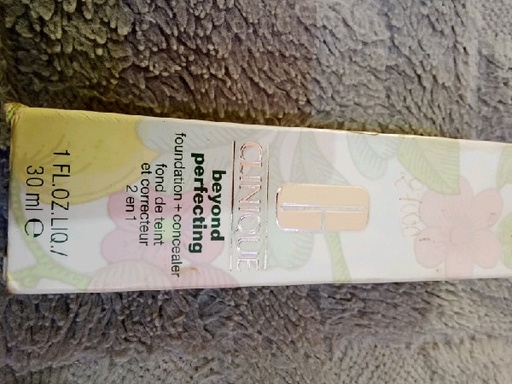 CLINIQUE
beyond
perfecting
foundation + concealer
fond de teint
et correcteur
2 en 1
1 FL.OZ.LIQ./
30 ml e